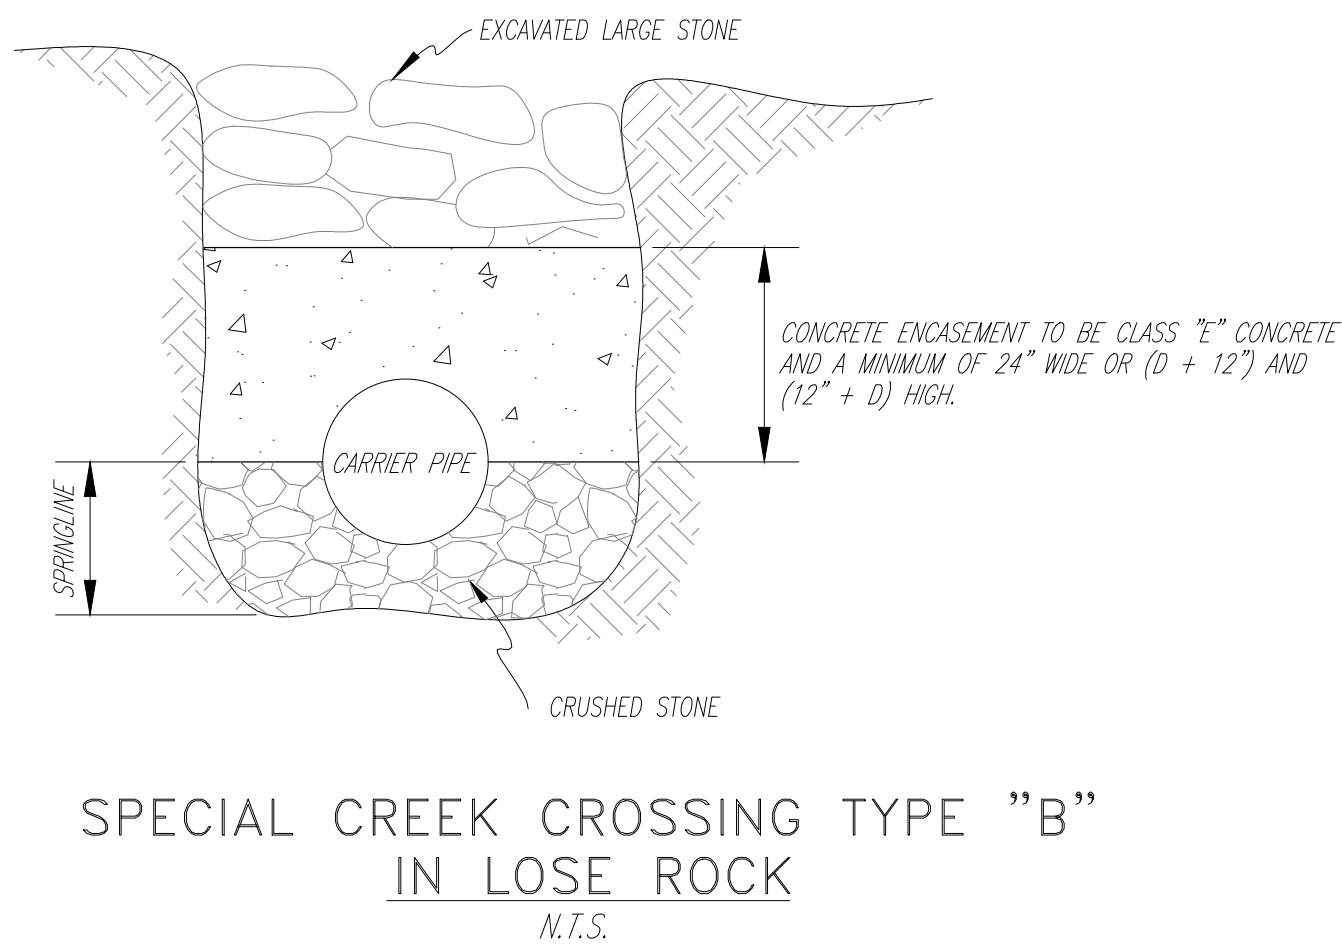 EXCAVATED LARGE STONE
CONCRETE ENCASEMENT TO BE CLASS "E" CONCRETE
AND A MINIMUM OF 24" WIDE OR (D + 12") AND
(12" + D) HIGH.
CARRIER PIPE
SPRINGLINE
CRUSHED STONE
SPECIAL CREEK CROSSING TYPE "B"
IN LOSE ROCK
N.T.S.